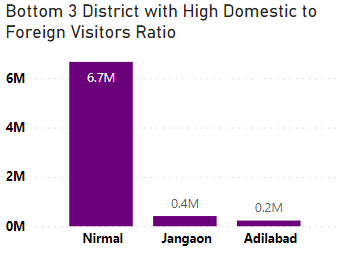 Bottom 3 District with High Domestic to
Foreign Visitors Ratio
6M
4M
2M
0M
6.7M
0.4M
0.2M
Nirmal
Jangaon
Adilabad